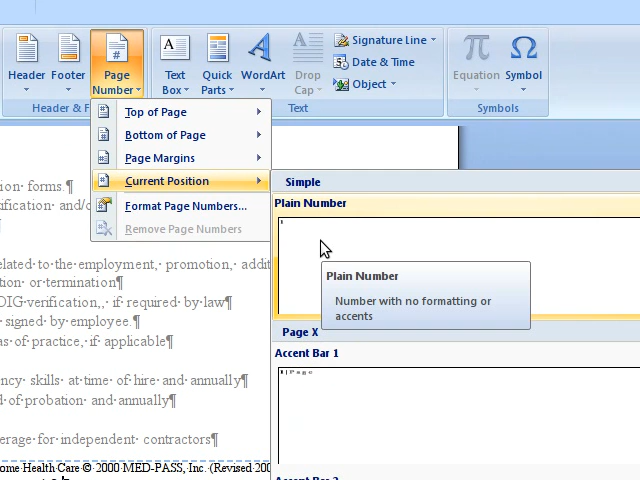 Header
Footer
Page
Number
Text
Box
Quick
Parts
WordArt
Drop
Cap
Signature Line
Date & Time
Object
Equation
Symbol
Header & F
Text
Symbols
Top of Page
Bottom of Page
Page Margins
Current Position
Format Page Numbers...
Remove Page Numbers
Simple
Plain Number
Plain Number
Number with no formatting or
accents
Page X
Accent Bar 1
1 | P a g e
ion· forms.¶
ification· and/o
¶
elated· to· the· employment,· promotion,· addit
tion· or· termination¶
OIG·verification,,· if· required· by· law¶
signed· by· employee.¶
as· of· practice,· if· applicable¶
ency· skills· at· time· of· hire· and· annually¶
d· of· probation· and· annually¶
erage· for· independent· contractors¶
ome Health Care © 2000 MED-PASS, Inc. (Revised 200